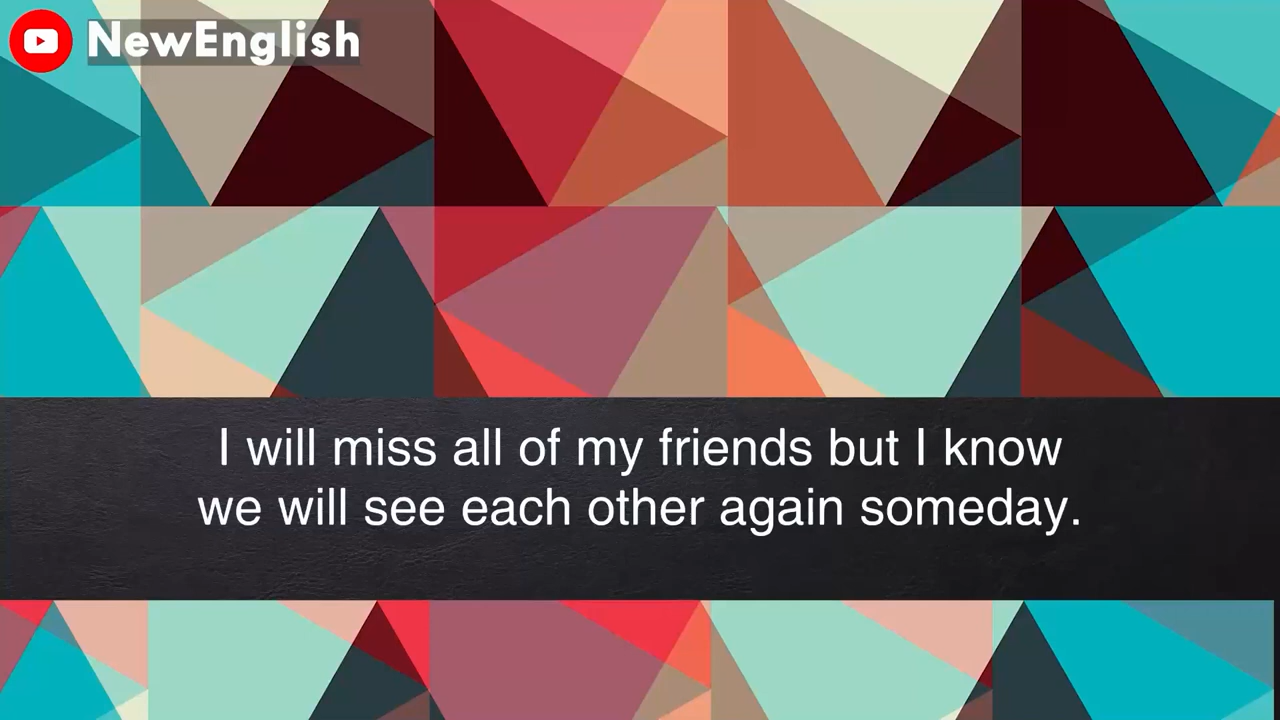 NewEnglish
I will miss all of my friends but I know
we will see each other again someday.